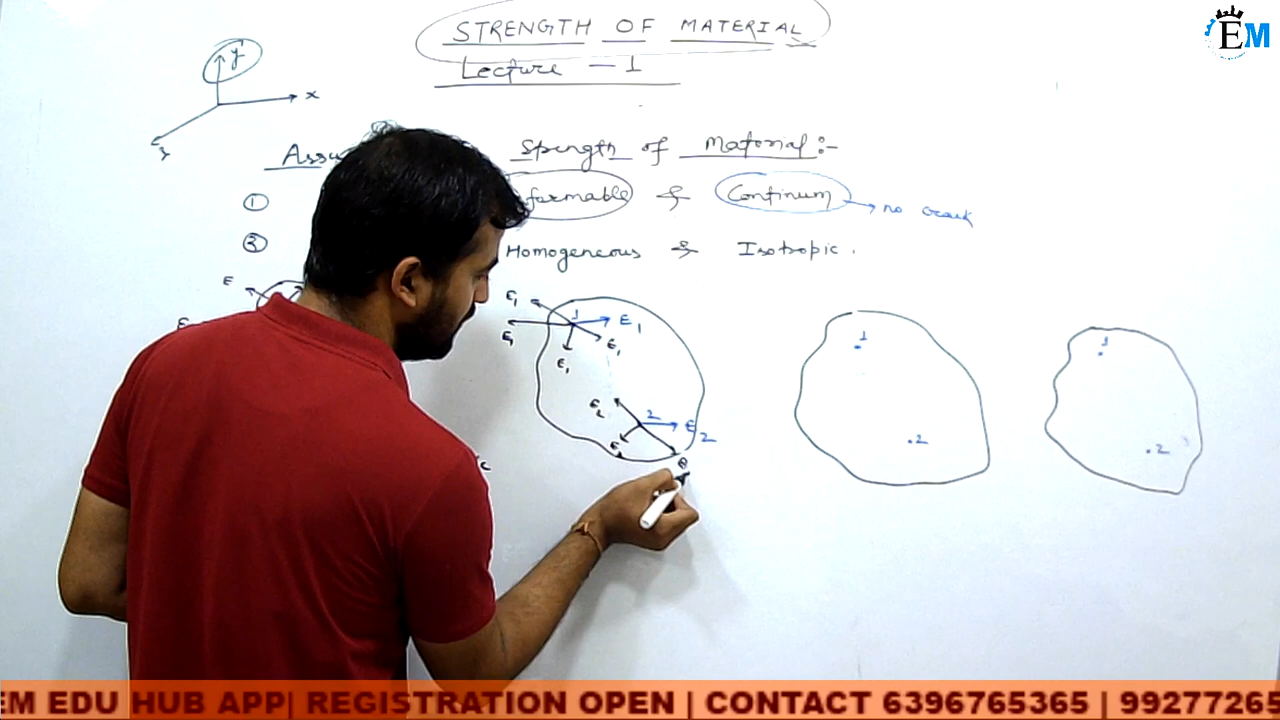 STRENGTH OF MATERIAL
Lecture - 1
EM
y
x
z
Assu
Strength of Material :-
① formable & Continum → no crack
③ Homogeneous & Isotropic .
E
E
E₁
1
E₁
E₁
E₁
E₁
E₂
2
E₂
1
2
1
2
c
EM EDU HUB APP| REGISTRATION OPEN | CONTACT 6396765365 | 99277265